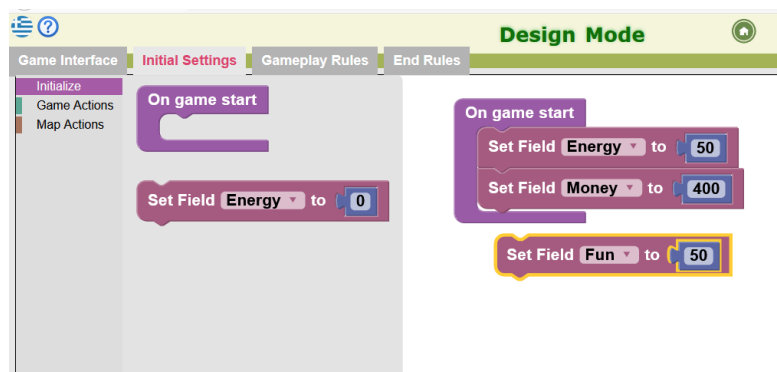 ?
Design Mode
Game Interface Initial Settings Gameplay Rules End Rules
Initialize
Game Actions
Map Actions
On game start
Set Field Energy to 0
On game start
Set Field Energy to 50
Set Field Money to 400
Set Field Fun to 50